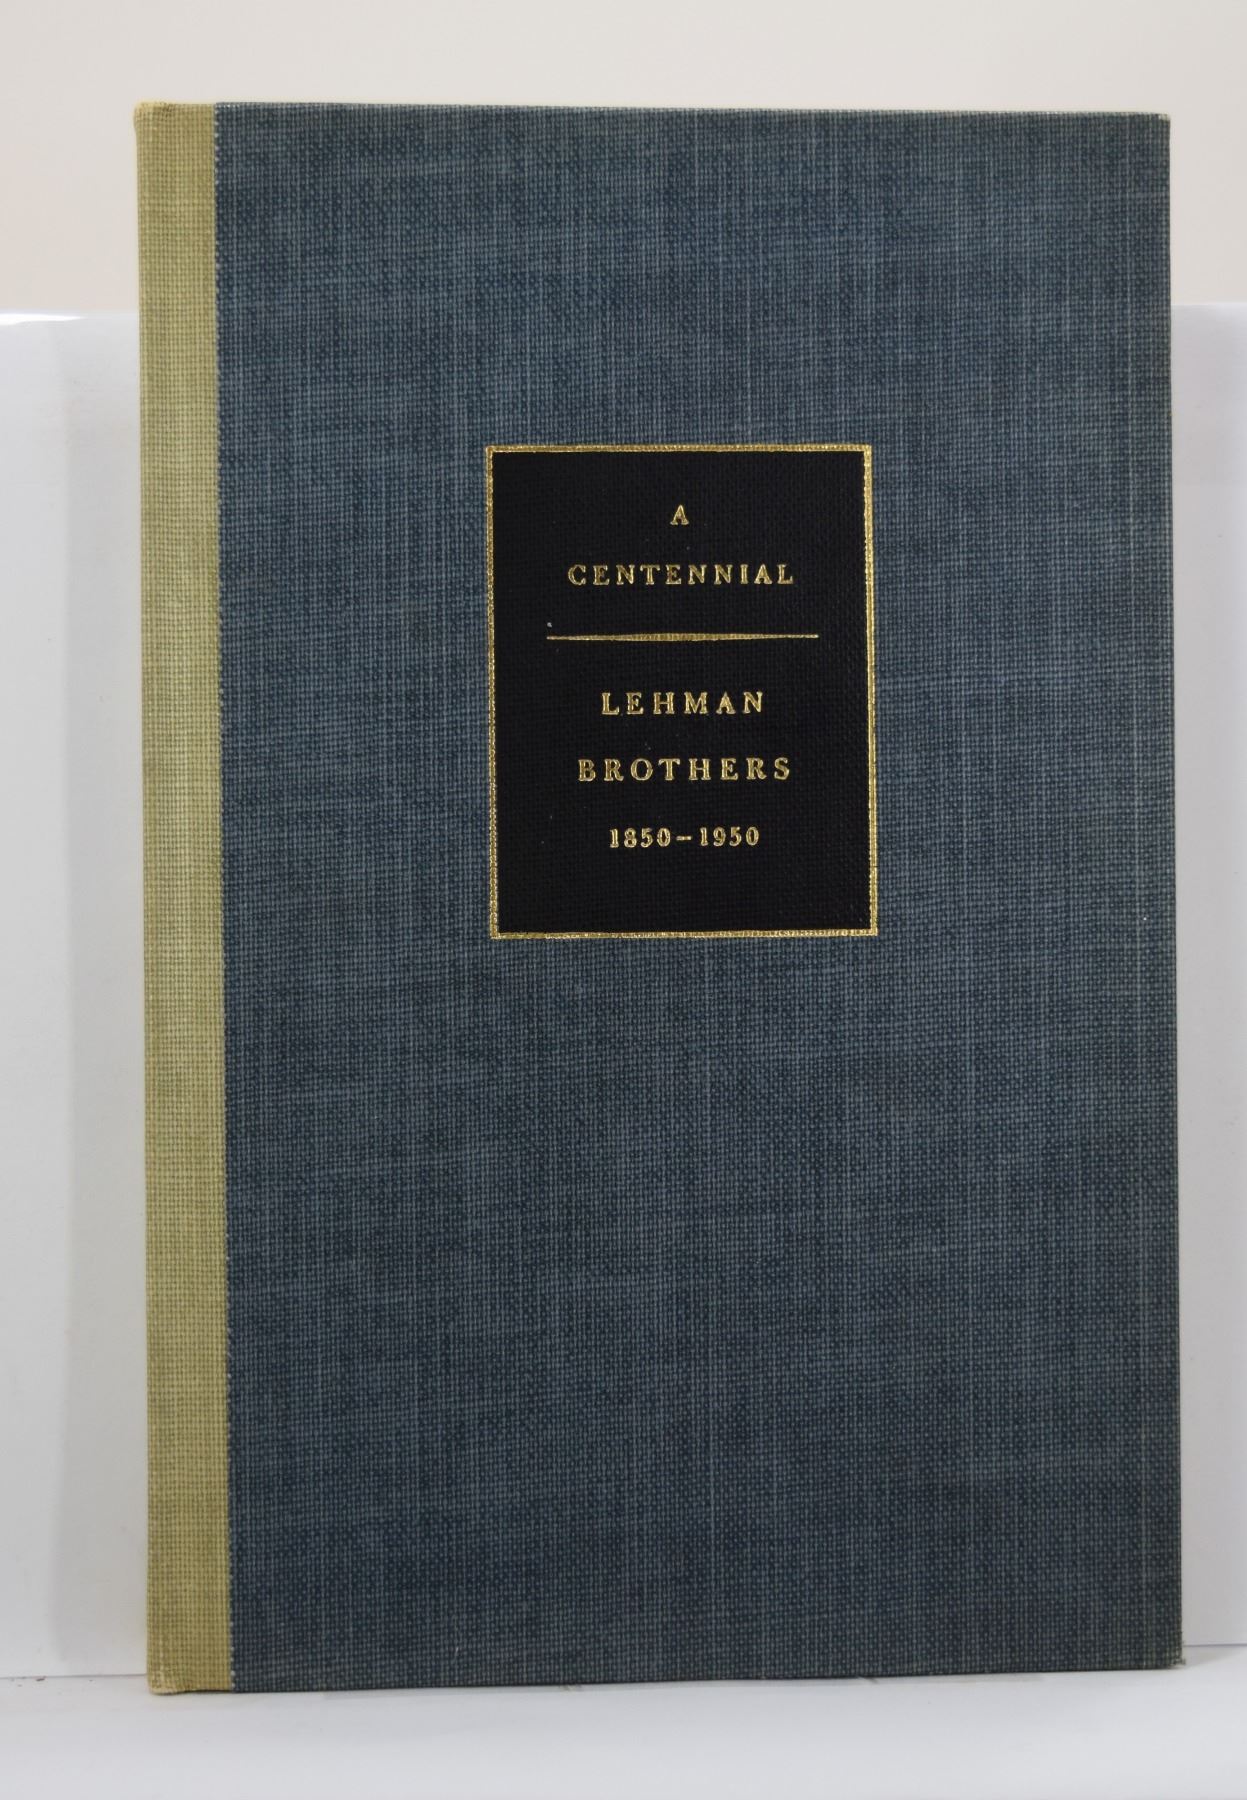 A
CENTENNIAL
LEHMAN
BROTHERS
1850–1950